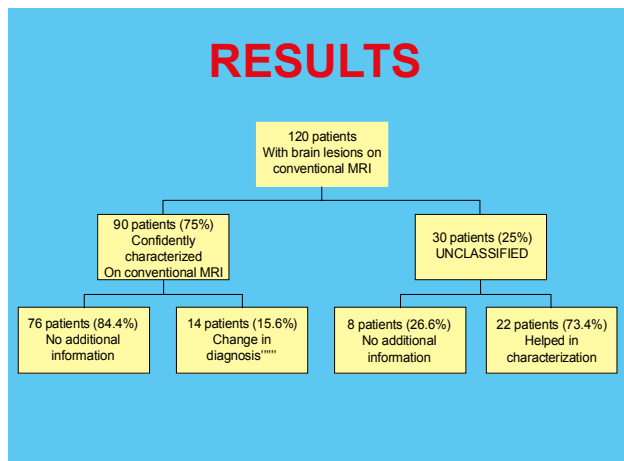 RESULTS
120 patients
With brain lesions on
conventional MRI
90 patients (75%)
Confidently
characterized
On conventional MRI
30 patients (25%)
UNCLASSIFIED
76 patients (84.4%)
No additional
information
14 patients (15.6%)
Change in
diagnosis""'"
8 patients (26.6%)
No additional
information
22 patients (73.4%)
Helped in
characterization